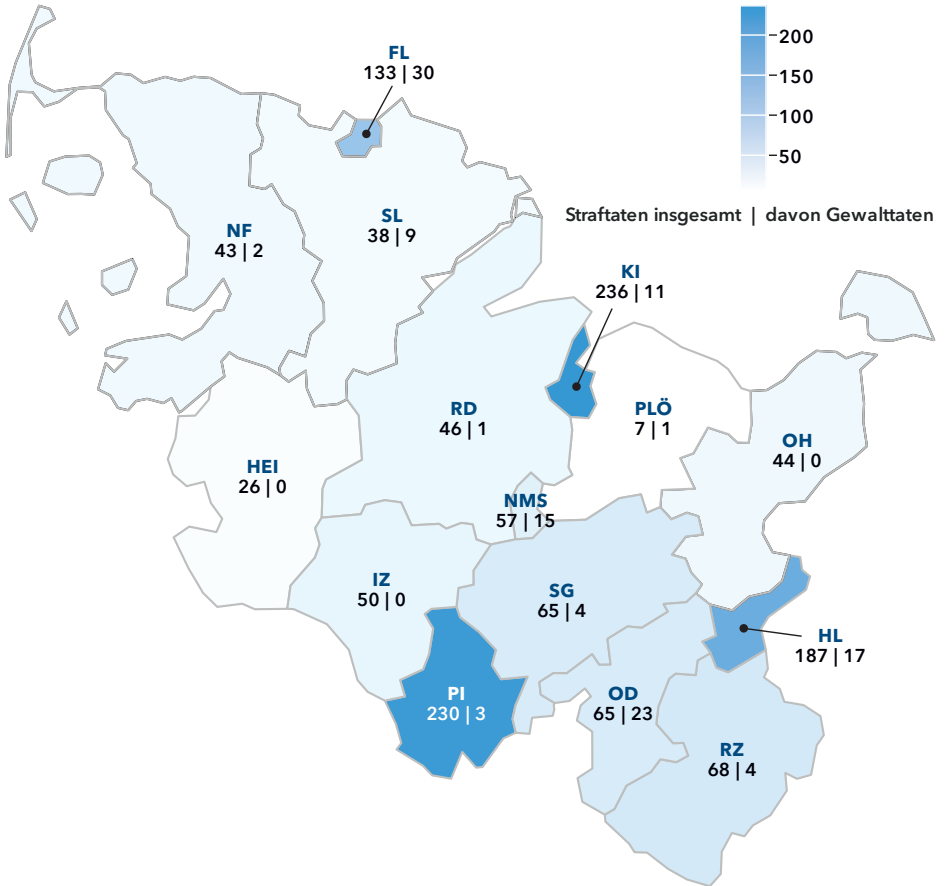 200
150
100
50
Straftaten insgesamt | davon Gewalttaten
FL
133 | 30
NF
43 | 2
SL
38 | 9
KI
236 | 11
RD
46 | 1
PLÖ
7 | 1
OH
44 | 0
HEI
26 | 0
NMS
57 | 15
IZ
50 | 0
SG
65 | 4
HL
187 | 17
PI
230 | 3
OD
65 | 23
RZ
68 | 4